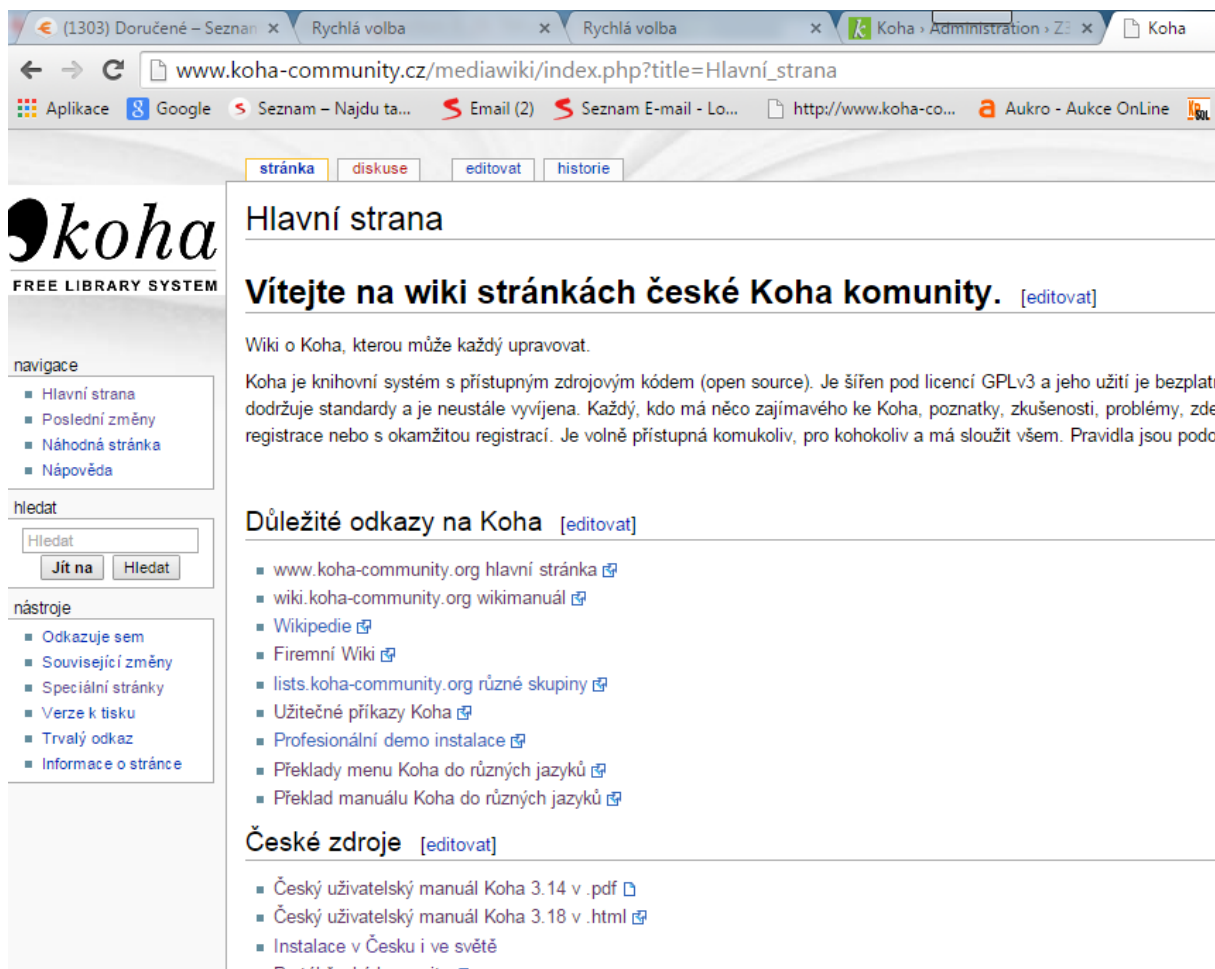 (1303) Doručené – Seznan
Rychlá volba
Rychlá volba
Koha › Administration › Z3
Koha
www.koha-community.cz/mediawiki/index.php?title=Hlavní_strana
Aplikace
Google
Seznam – Najdu ta...
Email (2)
Seznam E-mail - Lo...
http://www.koha-co...
Aukro - Aukce OnLine
stránka
diskuse
editovat
historie
koha
FREE LIBRARY SYSTEM
navigace
Hlavní strana
Poslední změny
Náhodná stránka
Nápověda
hledat
Hledat
Jít na
Hledat
nástroje
Odkazuje sem
Související změny
Speciální stránky
Verze k tisku
Trvalý odkaz
Informace o stránce
Hlavní strana
Vítejte na wiki stránkách české Koha komunity. [editovat]
Wiki o Koha, kterou může každý upravovat.
Koha je knihovní systém s přístupným zdrojovým kódem (open source). Je šířen pod licencí GPLv3 a jeho užití je bezplat
dodržuje standardy a je neustále vyvíjena. Každý, kdo má něco zajímavého ke Koha, poznatky, zkušenosti, problémy, zde
registrace nebo s okamžitou registrací. Je volně přístupná komukoliv, pro kohokoliv a má sloužit všem. Pravidla jsou podo
Důležité odkazy na Koha [editovat]
www.koha-community.org hlavní stránka
wiki.koha-community.org wikimanuál
Wikipedie
Firemní Wiki
lists.koha-community.org různé skupiny
Užitečné příkazy Koha
Profesionální demo instalace
Překlady menu Koha do různých jazyků
Překlad manuálu Koha do různých jazyků
České zdroje [editovat]
Český uživatelský manuál Koha 3.14 v .pdf
Český uživatelský manuál Koha 3.18 v .html
Instalace v Česku i ve světě